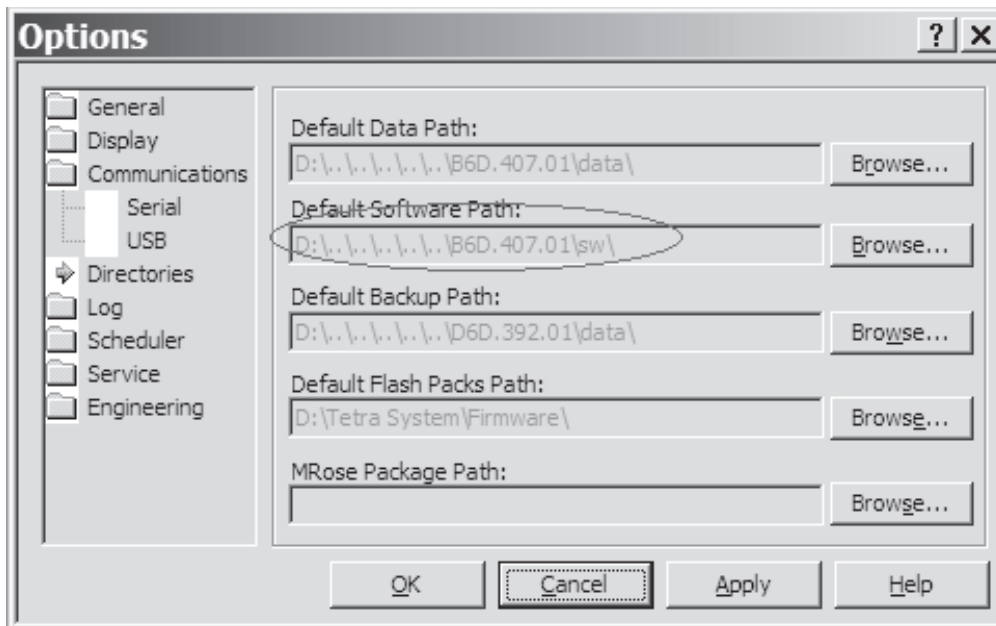 Options
?
General
Display
Communications
Serial
USB
Directories
Log
Scheduler
Service
Engineering
Default Data Path:
D:\..\..\..\..\..\B6D.407.01\data\ Browse...
Default Software Path:
D:\..\..\..\..\..\B6D.407.01\sw\ Browse...
Default Backup Path:
D:\..\..\..\..\..\D6D.392.01\data\ Browse...
Default Flash Packs Path:
D:\Tetra System\Firmware\ Browse...
MRose Package Path:
Browse...
OK Cancel Apply Help